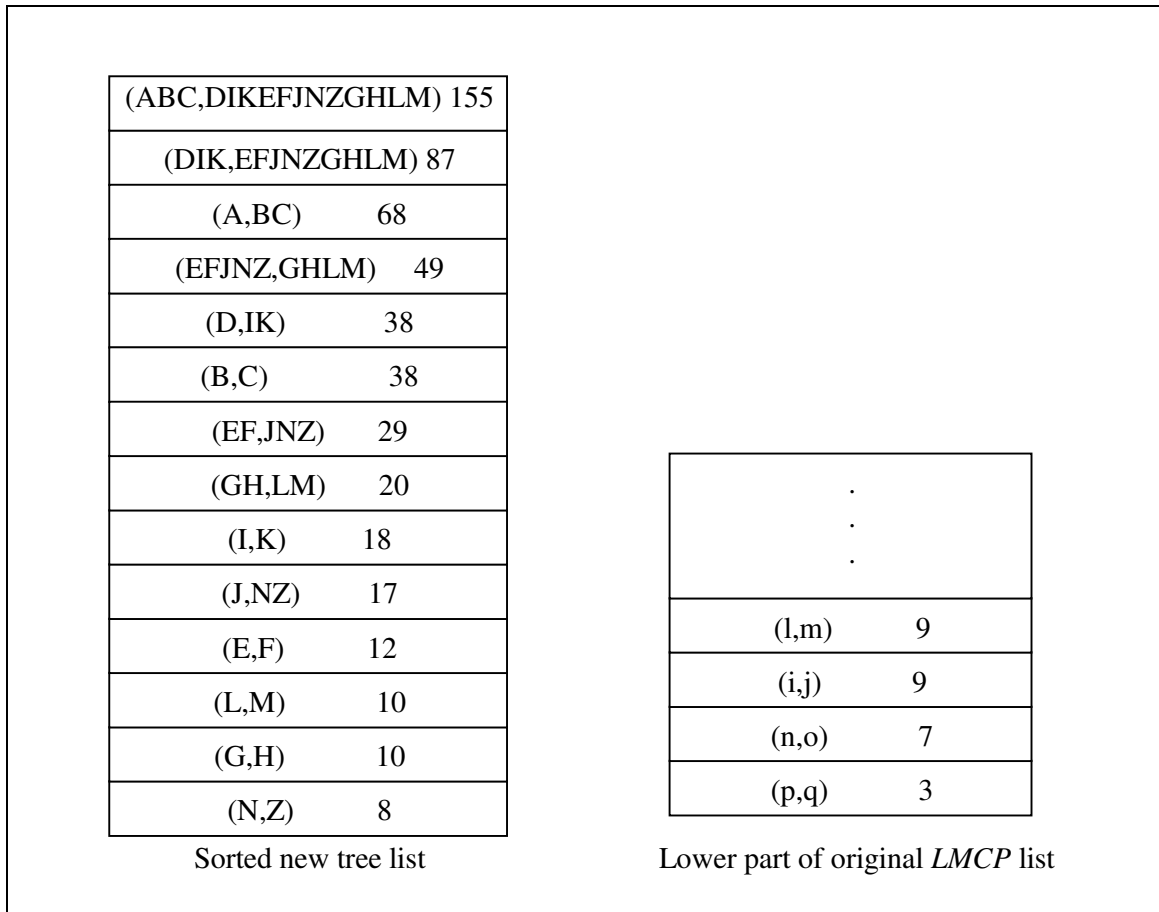 (ABC,DIKEFJNZGHLM) 155
(DIK,EFJNZGHLM) 87
(A,BC) 68
(EFJNZ,GHLM) 49
(D,IK) 38
(B,C) 38
(EF,JNZ) 29
(GH,LM) 20
(I,K) 18
(J,NZ) 17
(E,F) 12
(L,M) 10
(G,H) 10
(N,Z) 8
Sorted new tree list
.
.
.
(l,m) 9
(i,j) 9
(n,o) 7
(p,q) 3
Lower part of original LMCP list